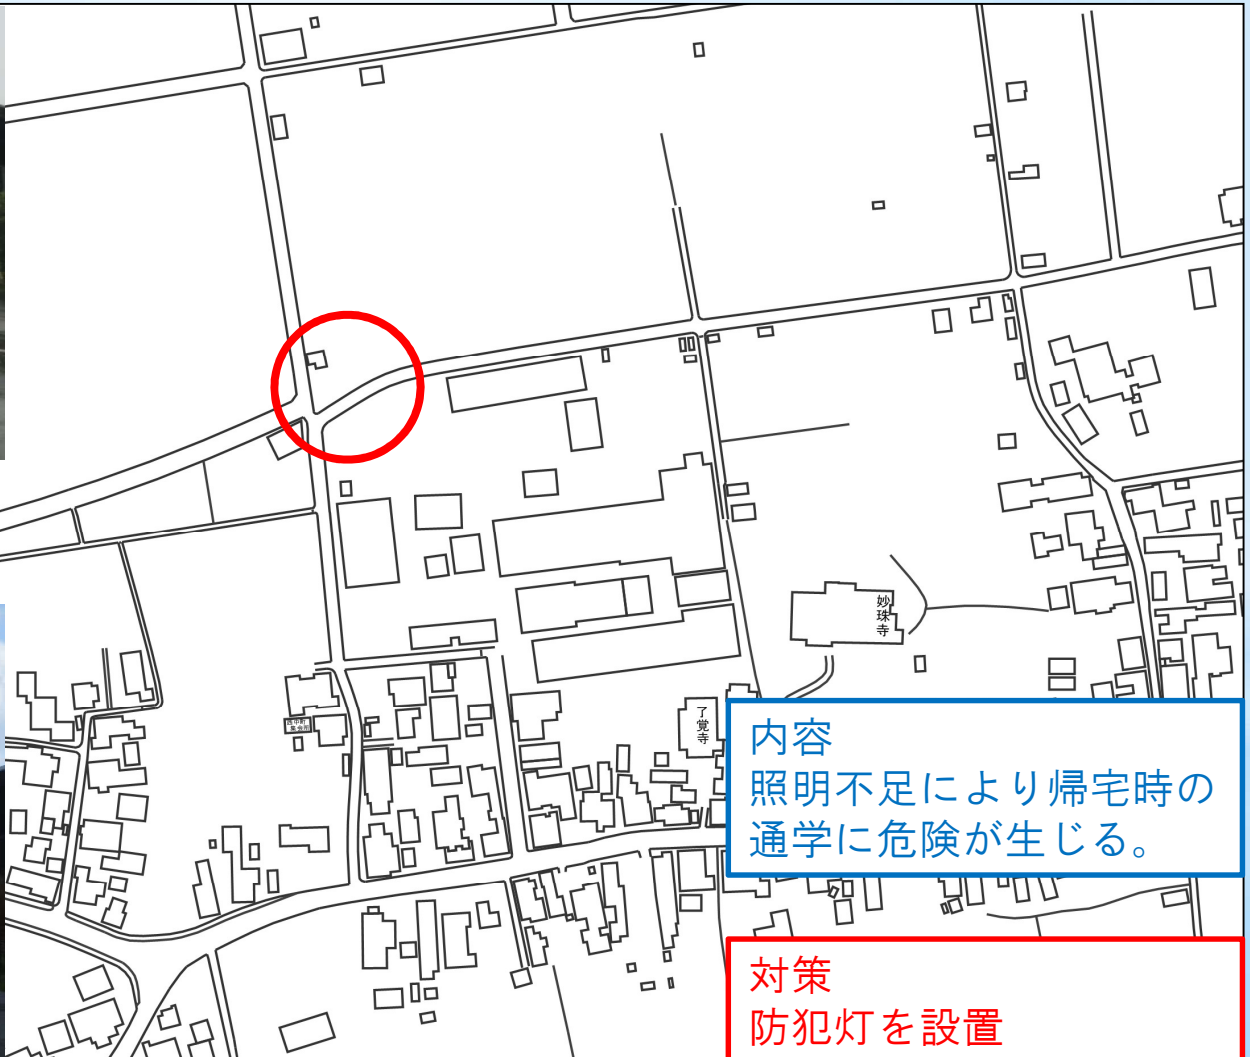 妙珠寺
了覚寺
内容
照明不足により帰宅時の
通学に危険が生じる。
対策
防犯灯を設置